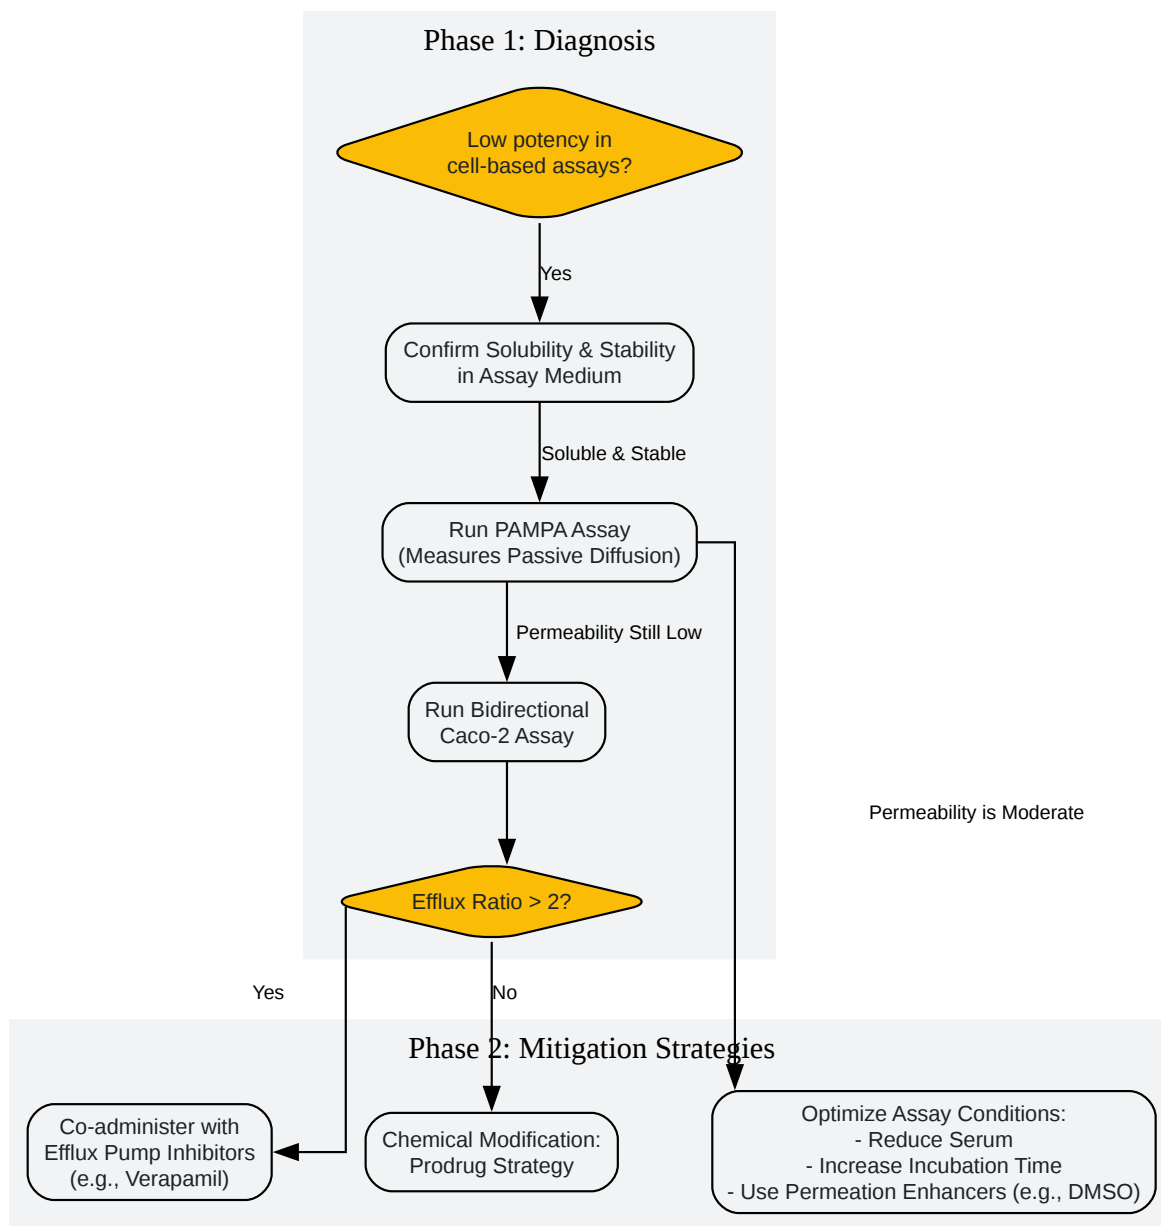 Phase 1: Diagnosis
Low potency in
cell-based assays?
Yes
Confirm Solubility & Stability
in Assay Medium
Soluble & Stable
Run PAMPA Assay
(Measures Passive Diffusion)
Permeability Still Low
Run Bidirectional
Caco-2 Assay
Permeability is Moderate
Efflux Ratio > 2?
Yes
No
Phase 2: Mitigation Strategies
Co-administer with
Efflux Pump Inhibitors
(e.g., Verapamil)
Chemical Modification:
Prodrug Strategy
Optimize Assay Conditions:
- Reduce Serum
- Increase Incubation Time
- Use Permeation Enhancers (e.g., DMSO)